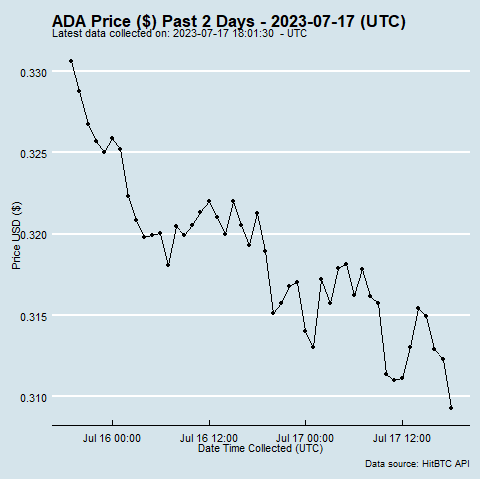 ADA Price ($) Past 2 Days - 2023-07-17 (UTC)
Latest data collected on: 2023-07-17 18:01:30 - UTC
0.330
0.325
0.320
0.315
0.310
Price USD ($)
Jul 16 00:00
Jul 16 12:00
Jul 17 00:00
Jul 17 12:00
Date Time Collected (UTC)
Data source: HitBTC API